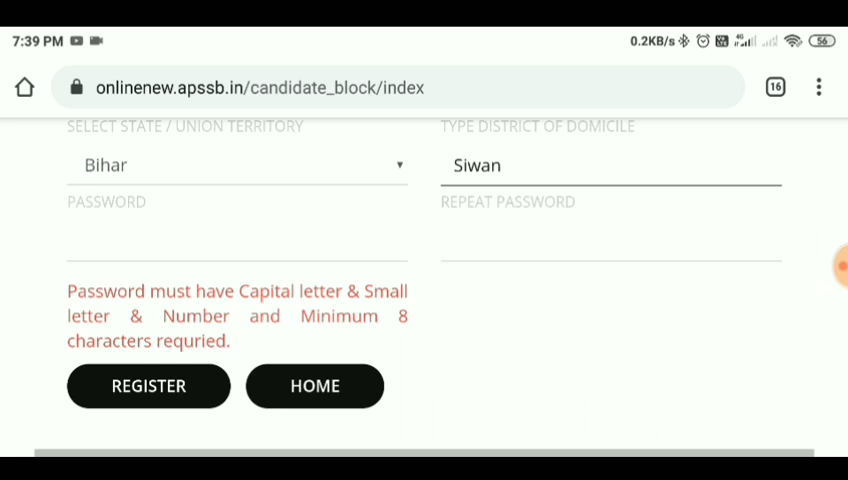 7:39 PM
0.2KB/s 4G 56
onlinenew.apssb.in/candidate_block/index
16
SELECT STATE / UNION TERRITORY
TYPE DISTRICT OF DOMICILE
Bihar
Siwan
PASSWORD
REPEAT PASSWORD
Password must have Capital letter & Small
letter & Number and Minimum 8
characters requried.
REGISTER
HOME